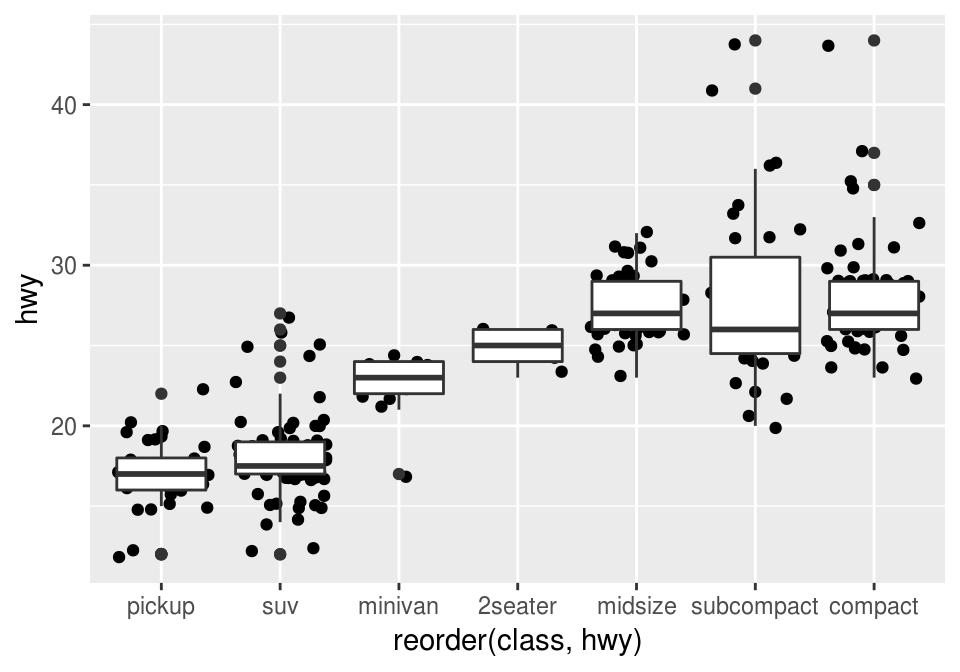 hwy
40
30
20
pickup suv minivan 2seater midsize subcompact compact
reorder(class, hwy)